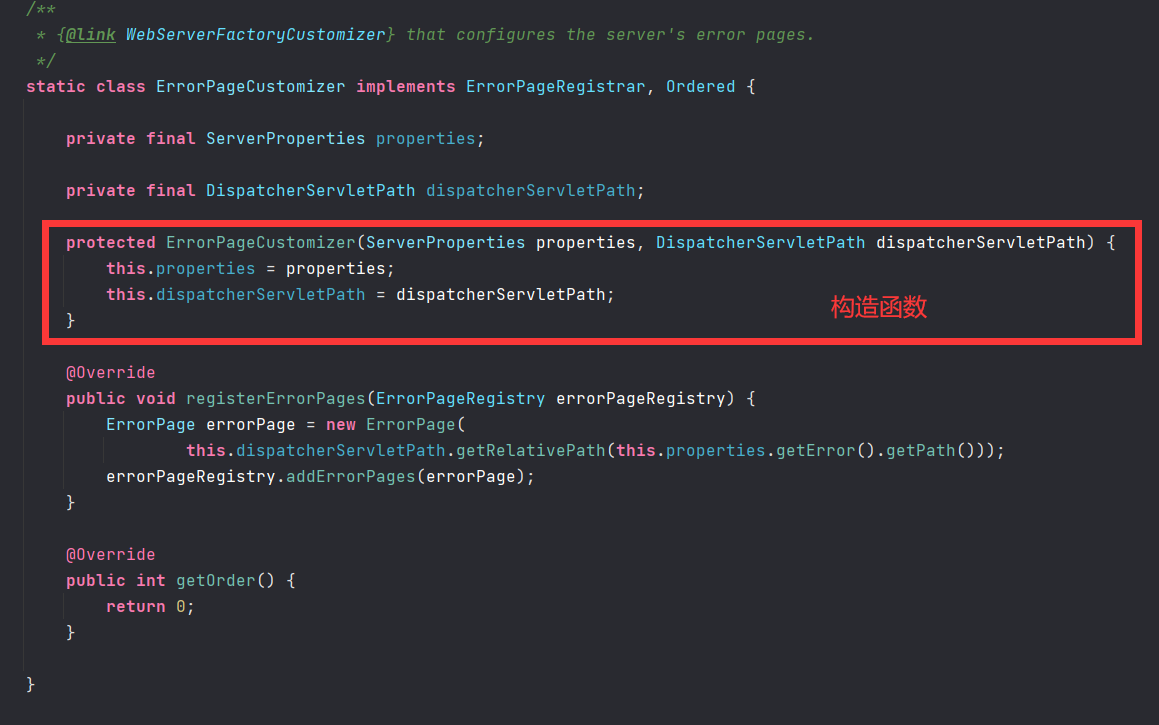 /**
 * {@link WebServerFactoryCustomizer} that configures the server's error pages.
 */
static class ErrorPageCustomizer implements ErrorPageRegistrar, Ordered {
private final ServerProperties properties;
private final DispatcherServletPath dispatcherServletPath;
protected ErrorPageCustomizer(ServerProperties properties, DispatcherServletPath dispatcherServletPath) {
this.properties = properties;
this.dispatcherServletPath = dispatcherServletPath;
构造函数
}
@Override
public void registerErrorPages(ErrorPageRegistry errorPageRegistry) {
ErrorPage errorPage = new ErrorPage(
this.dispatcherServletPath.getRelativePath(this.properties.getError().getPath()));
errorPageRegistry.addErrorPages(errorPage);
}
@Override
public int getOrder() {
return 0;
}
}